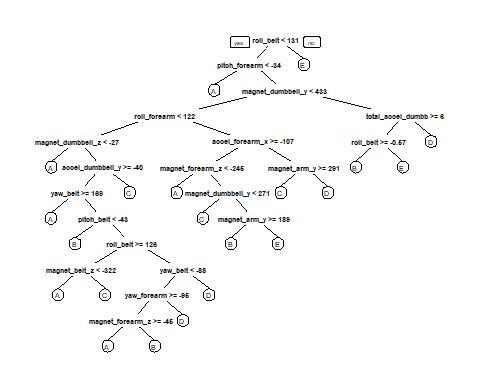 yes roll_belt < 131 no
pitch_forearm < -34 E
A magnet_dumbbell_y < 433
roll_forearm < 122 total_accel_dumbb >= 6
magnet_dumbbell_z < -27 accel_forearm_x >= -107 roll_belt >= -0.57 D
A accel_dumbbell_y >= -40 magnet_forearm_z < -245 magnet_arm_y >= 291 B E
yaw_belt >= 169 C A magnet_dumbbell_y < 271 C D
A pitch_belt < -43 C magnet_arm_y >= 189
B roll_belt >= 126 B E
magnet_belt_z < -322 yaw_belt < -88
A C yaw_forearm >= -95 D
magnet_forearm_z >= -45 D
A B